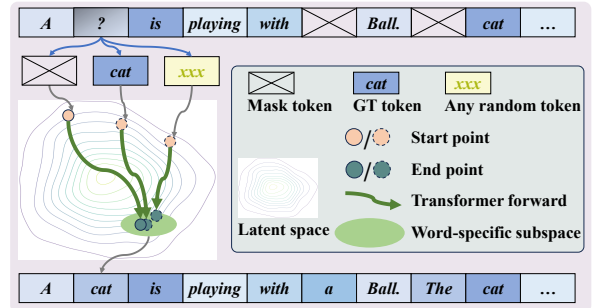 A ? is playing with Ball. cat ...
cat xxx
cat xxx
Mask token GT token Any random token
/ Start point
/ End point
Transformer forward
Latent space Word-specific subspace
A cat is playing with a Ball. The cat ...